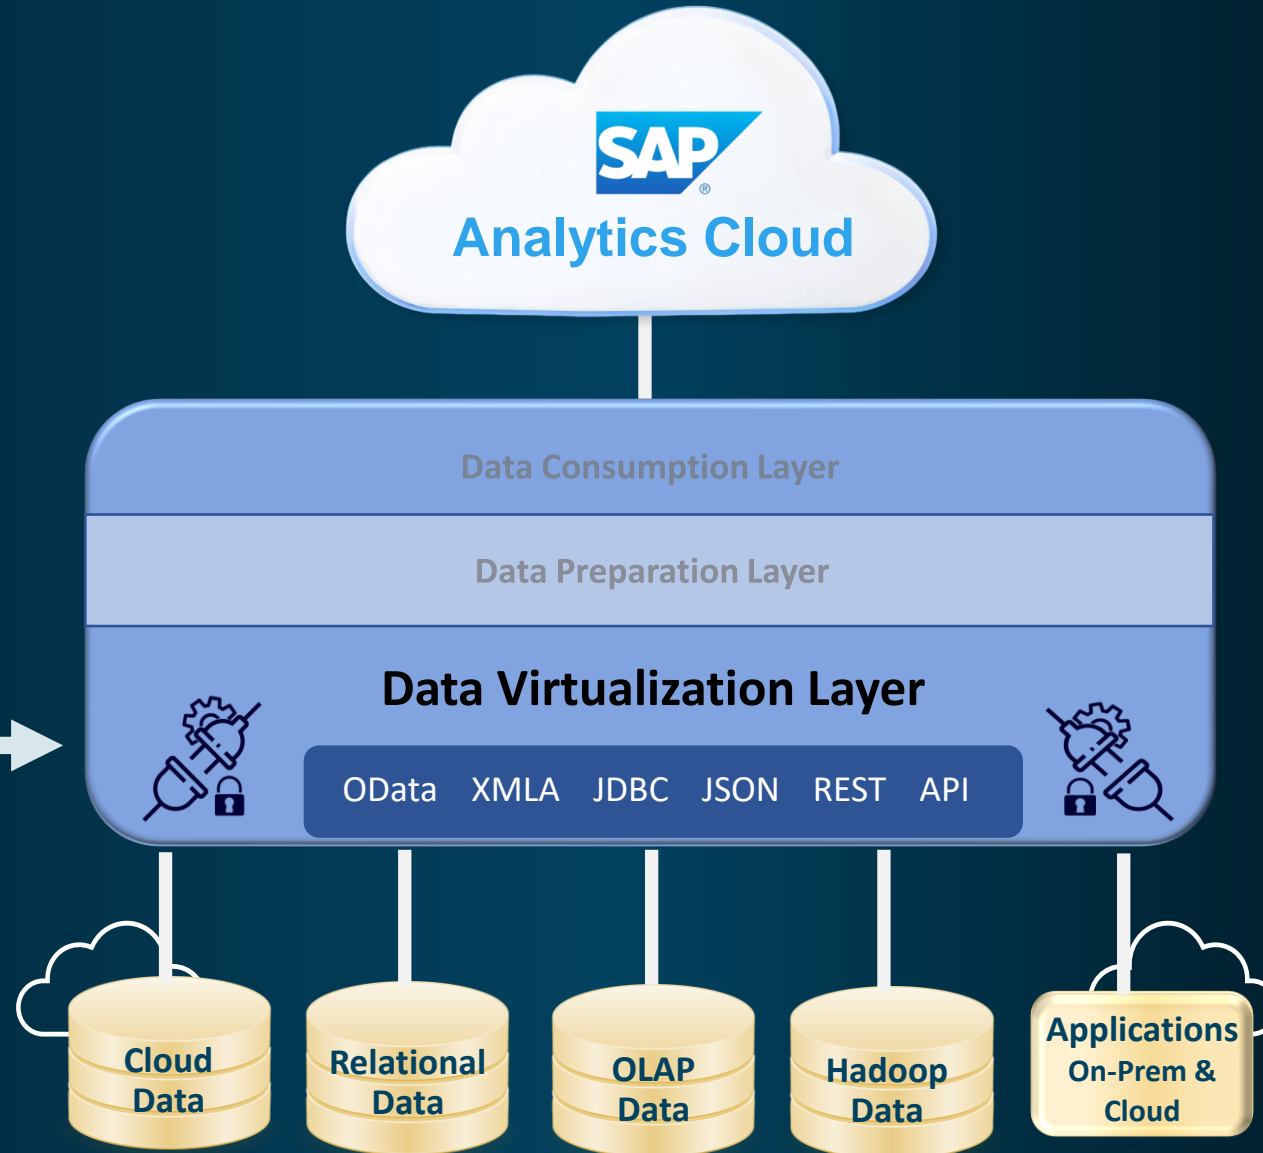 SAP
®
Analytics Cloud
Data Consumption Layer
Data Preparation Layer
Data Virtualization Layer
OData XMLA JDBC JSON REST API
Cloud
Data
Relational
Data
OLAP
Data
Hadoop
Data
Applications
On-Prem &
Cloud